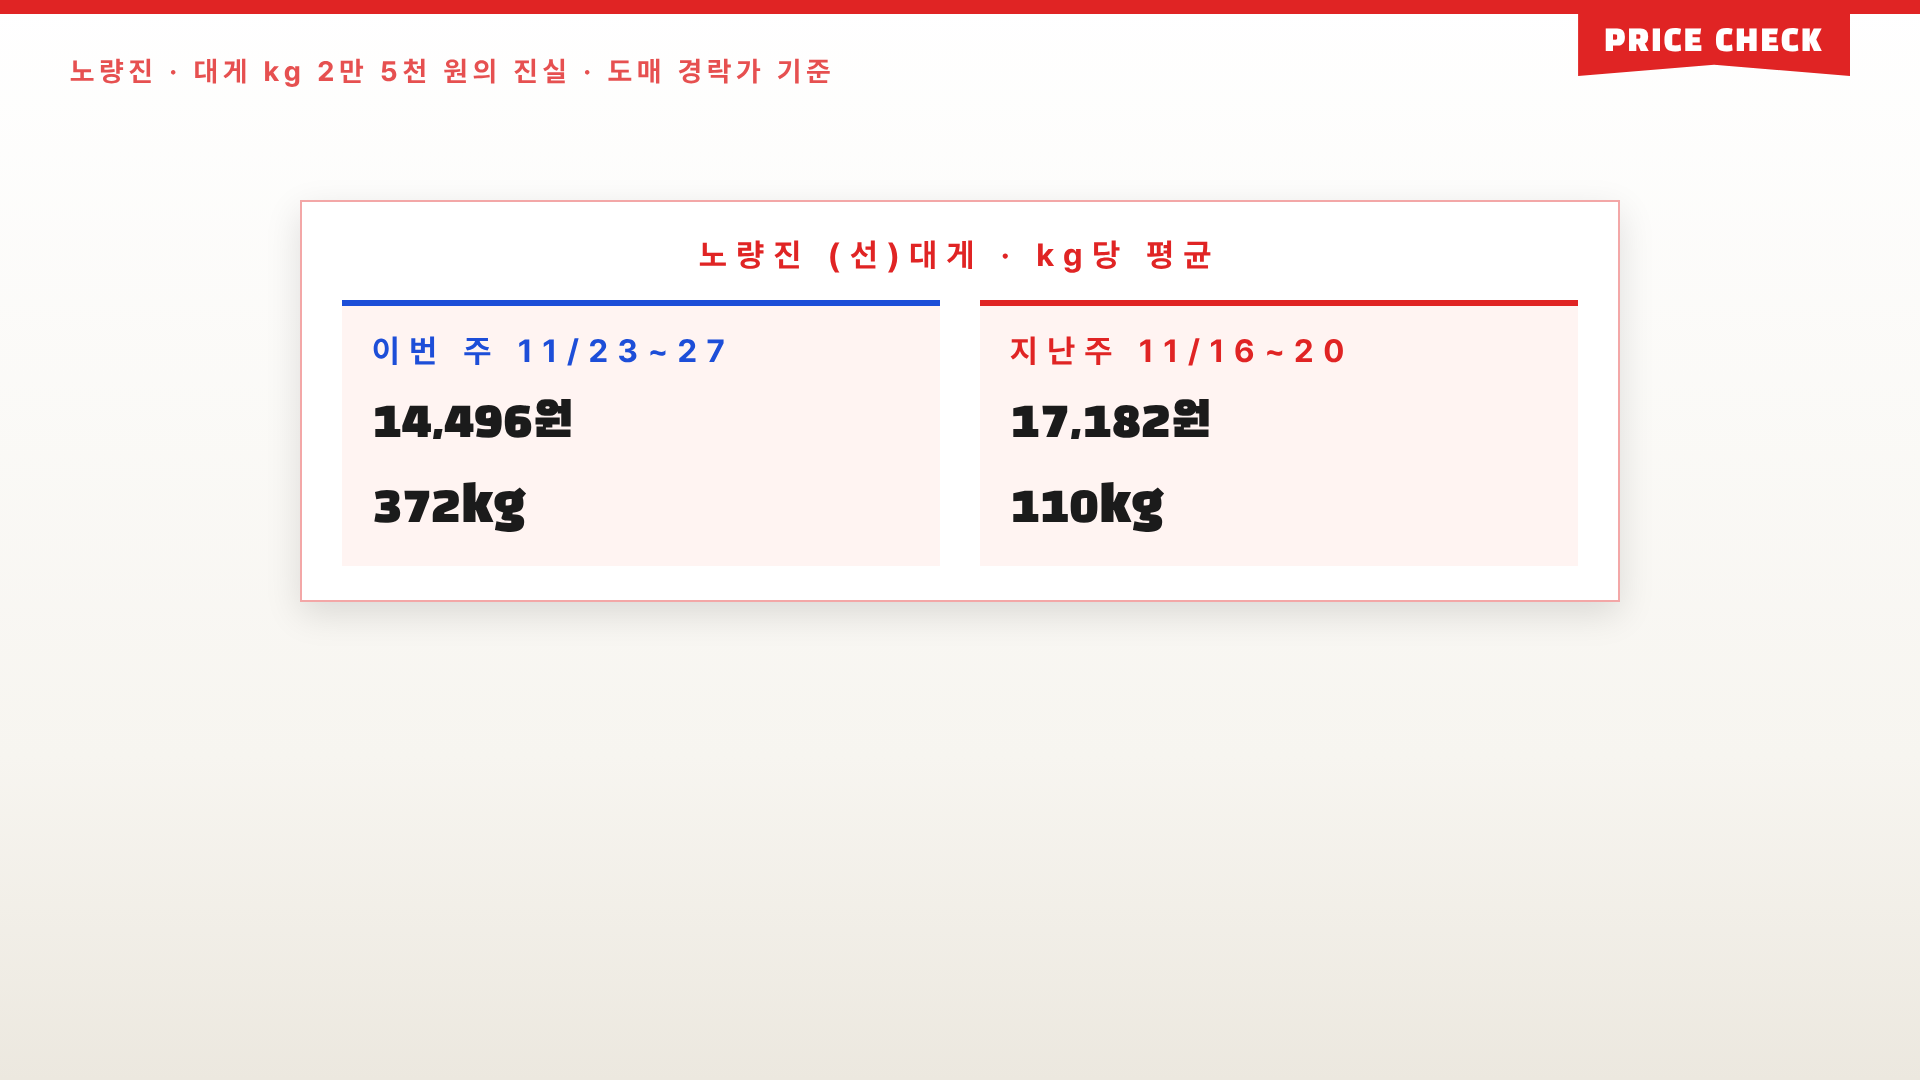 PRICE CHECK
노량진 · 대게 kg 2만 5천 원의 진실 · 도매 경락가 기준
노량진 (선)대게 · kg당 평균
이번 주 11/23~27
14,496원
372kg
지난주 11/16~20
17,182원
110kg